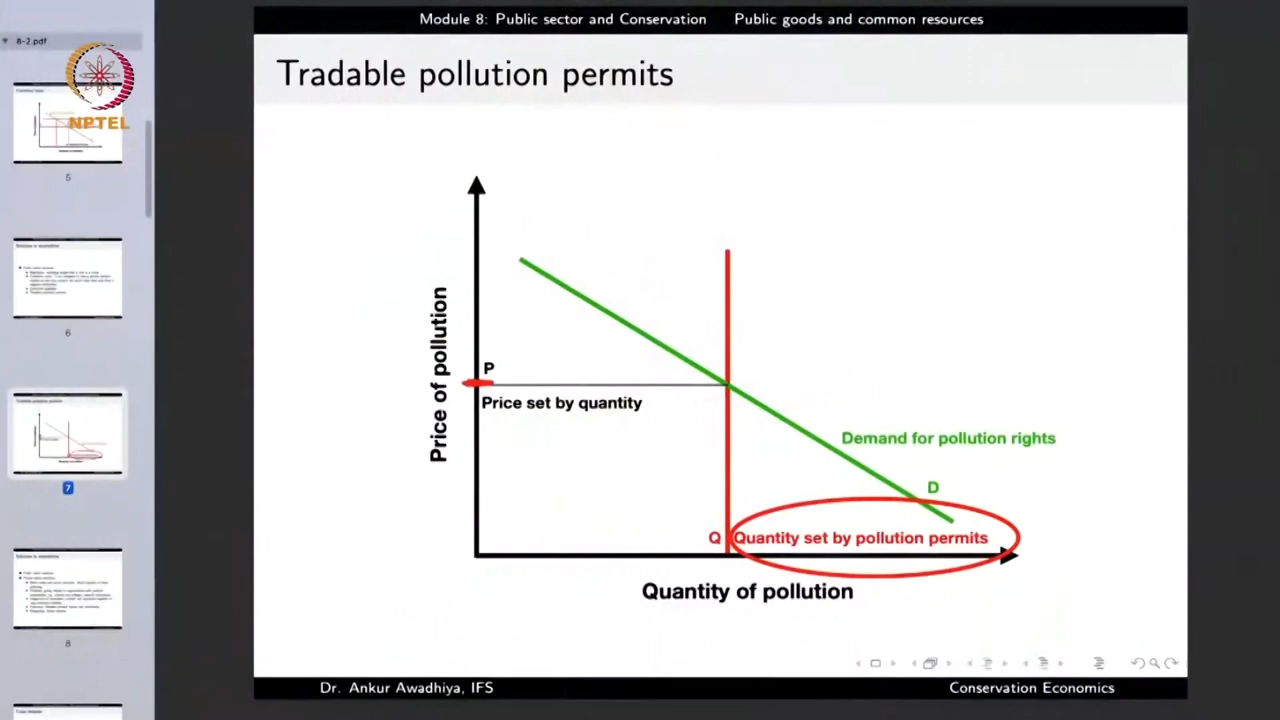 Module 8: Public sector and Conservation Public goods and common resources
8-2.pdf
NPTEL
Tradable pollution permits
5
6
7
8
Price of pollution
P
Price set by quantity
Demand for pollution rights
D
Q Quantity set by pollution permits
Quantity of pollution
Dr. Ankur Awadhiya, IFS Conservation Economics